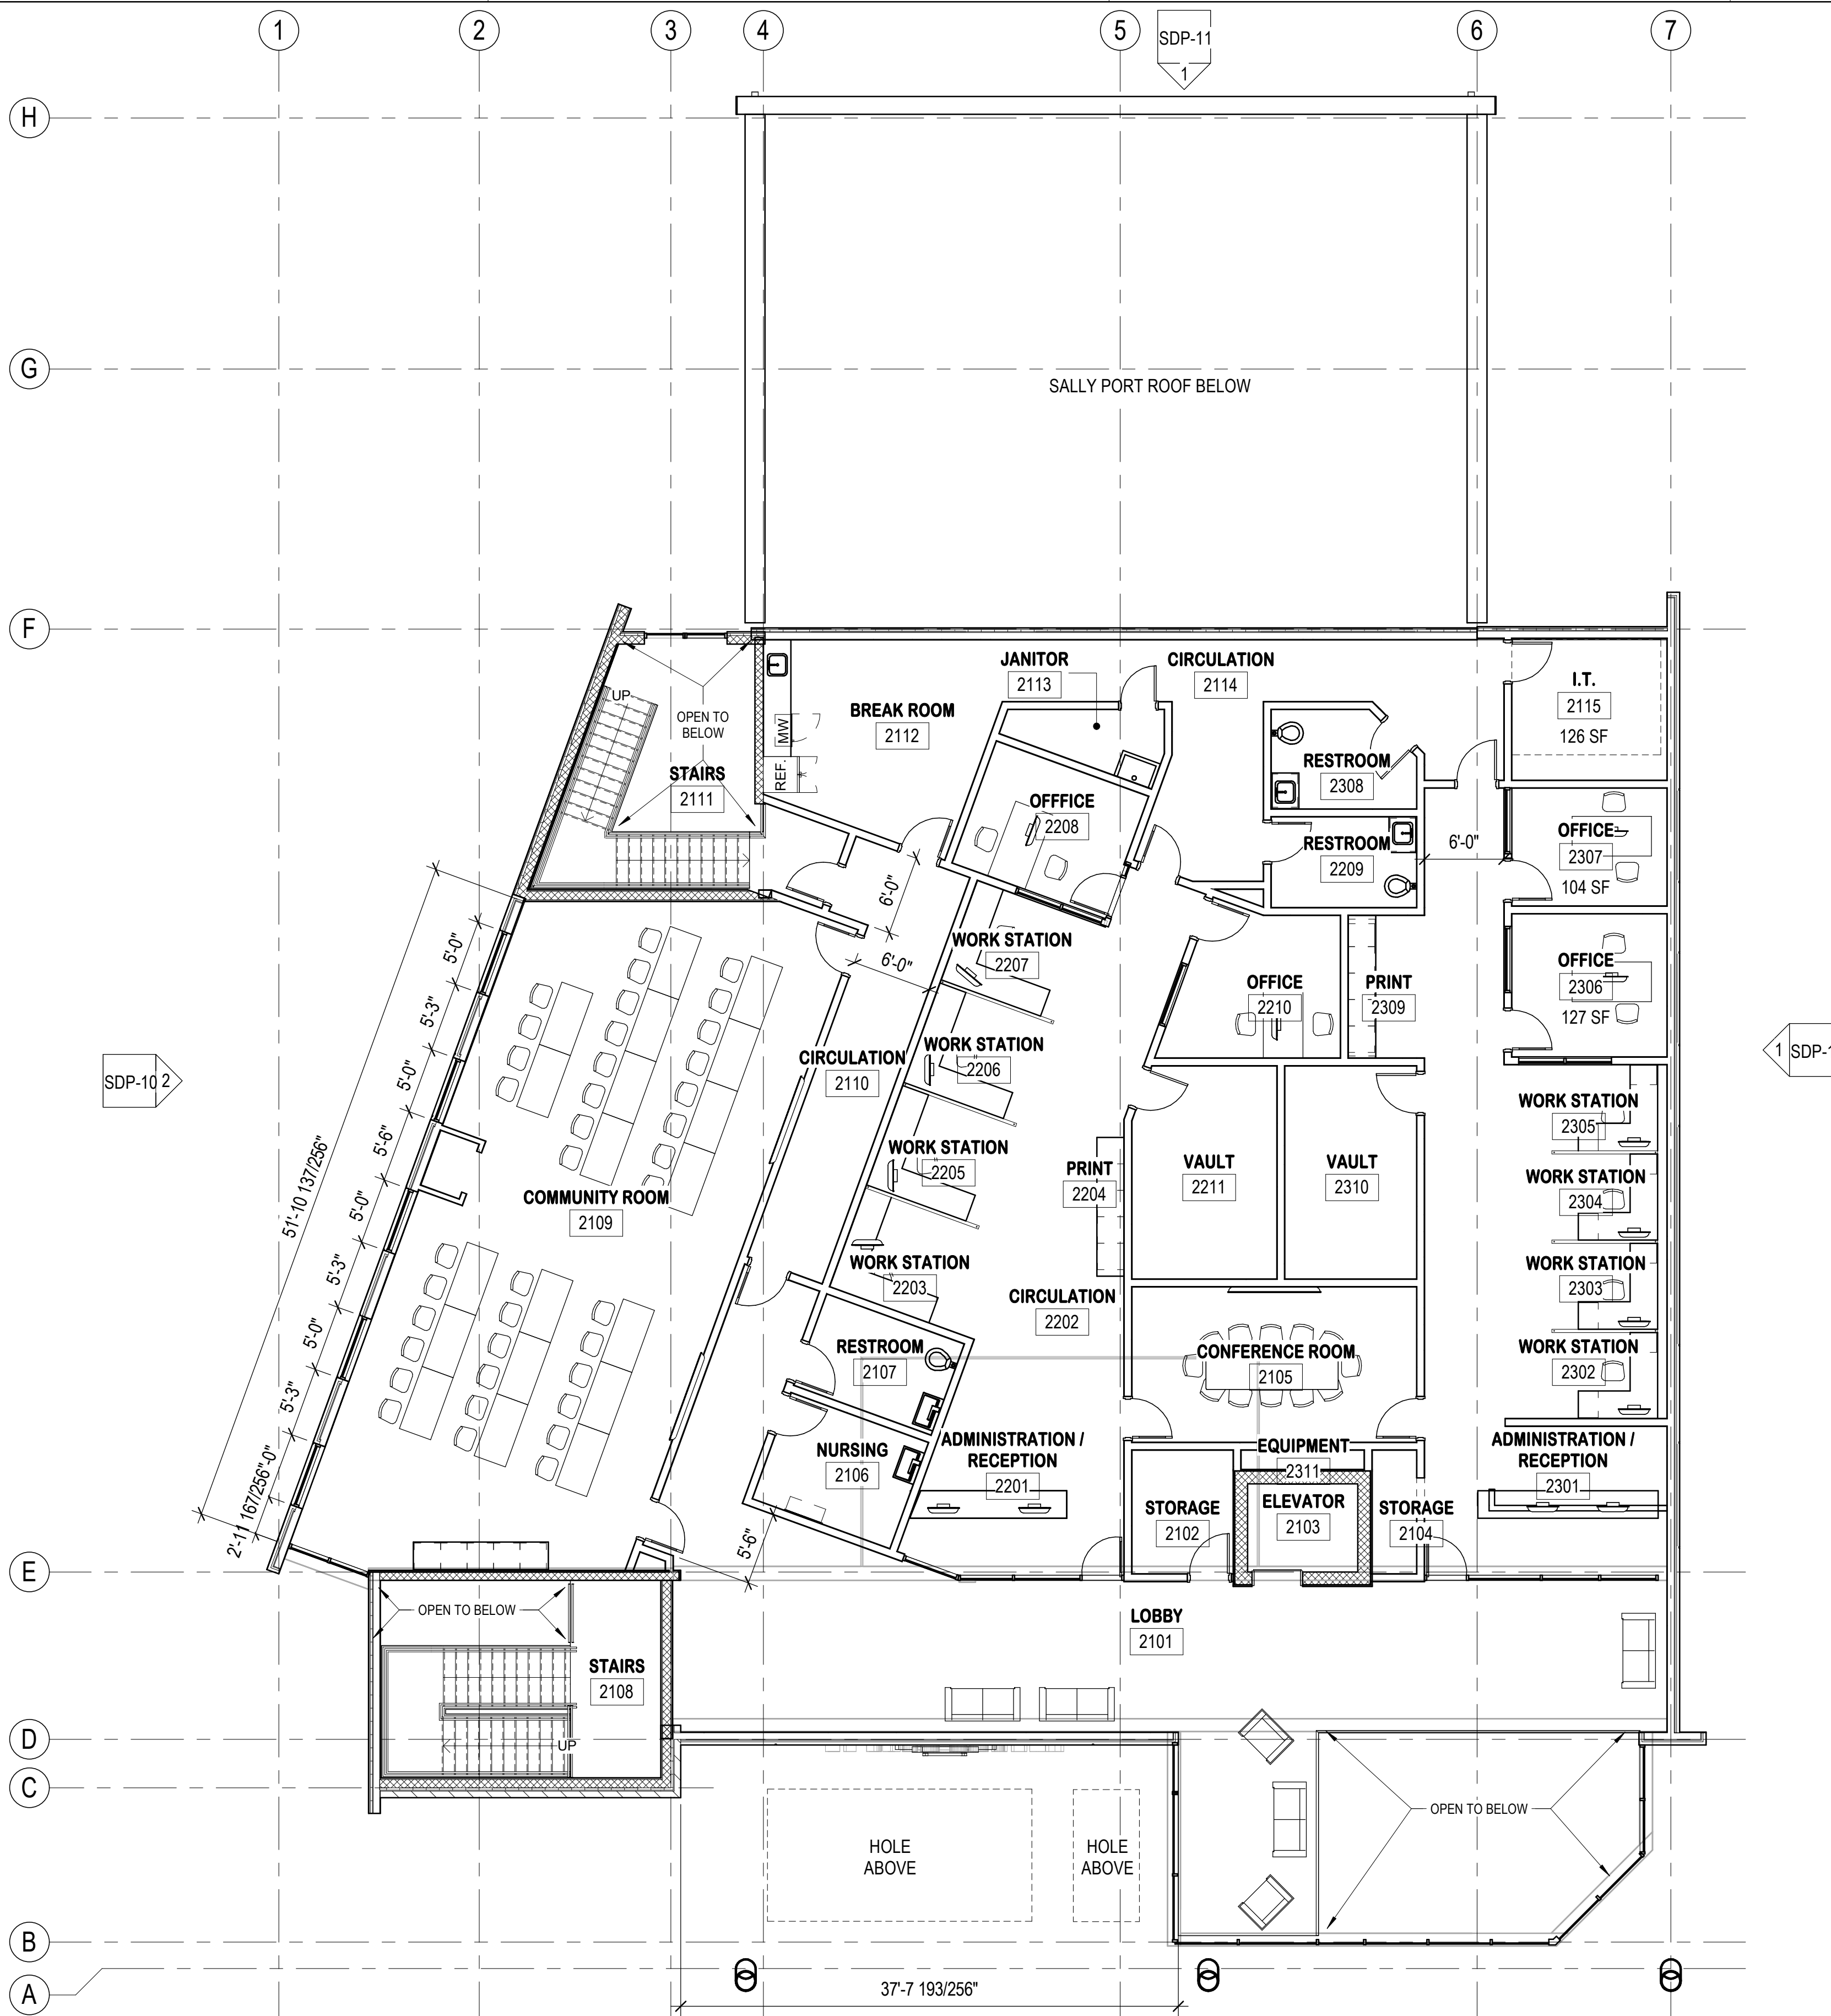 1
2
3
4
5
6
7
SDP-11
1
H
G
SALLY PORT ROOF BELOW
F
JANITOR
2113
CIRCULATION
2114
I.T.
2115
126 SF
UP
OPEN TO
BELOW
BREAK ROOM
2112
MW
REF.
STAIRS
2111
RESTROOM
2308
OFFFICE
2208
OFFICE
2307
104 SF
RESTROOM
2209
6'-0"
6'-0"
6'-0"
WORK STATION
2207
OFFICE
2210
PRINT
2309
OFFICE
2306
127 SF
5'-0"
5'-3"
5'-0"
5'-6"
5'-0"
5'-3"
5'-0"
5'-3"
51'-10 137/256"
2'-11 167/256"
-0"
SDP-10
2
1
SDP-1
CIRCULATION
2110
WORK STATION
2206
WORK STATION
2205
WORK STATION
2203
PRINT
2204
VAULT
2211
VAULT
2310
WORK STATION
2305
WORK STATION
2304
WORK STATION
2303
WORK STATION
2302
COMMUNITY ROOM
2109
CIRCULATION
2202
RESTROOM
2107
CONFERENCE ROOM
2105
NURSING
2106
ADMINISTRATION /
RECEPTION
2201
EQUIPMENT
2311
ADMINISTRATION /
RECEPTION
2301
STORAGE
2102
ELEVATOR
2103
STORAGE
2104
5'-6"
E
OPEN TO BELOW
LOBBY
2101
STAIRS
2108
UP
D
C
HOLE
ABOVE
HOLE
ABOVE
OPEN TO BELOW
B
A
37'-7 193/256"